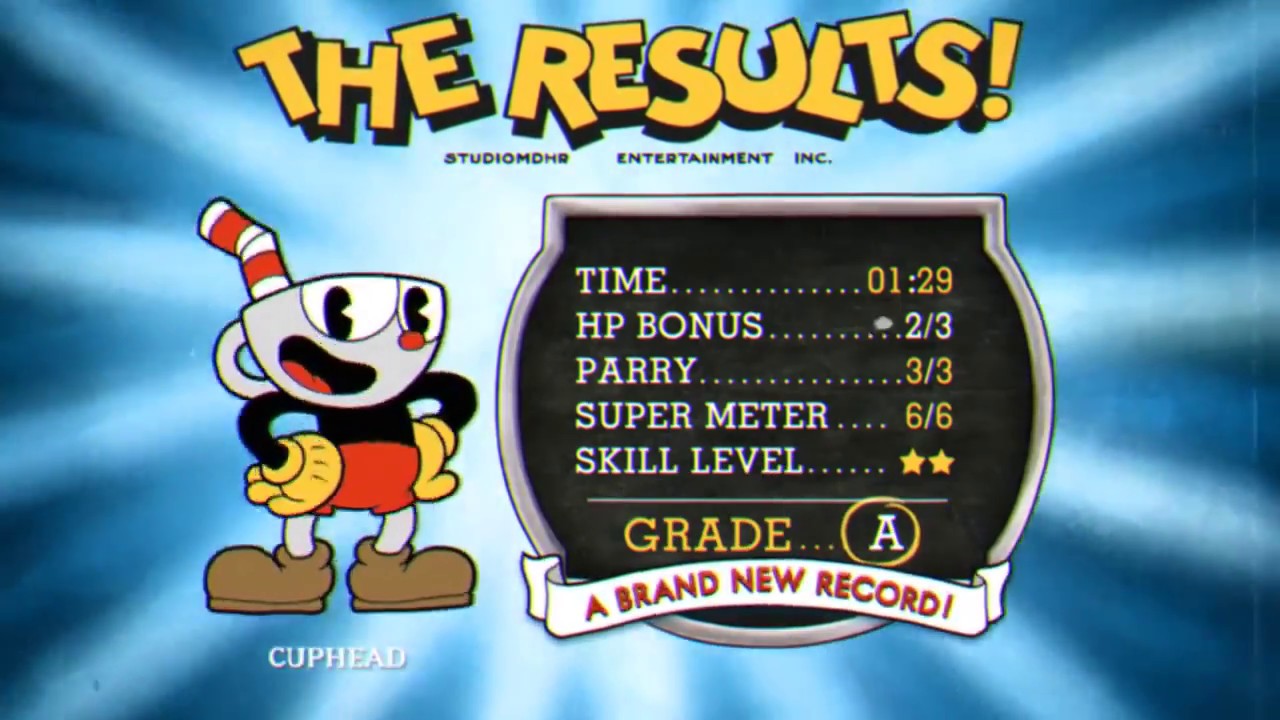 THE RESULTS!
STUDIOMDHR ENTERTAINMENT INC.
TIME..............01:29
HP BONUS..........2/3
PARRY...............3/3
SUPER METER.... 6/6
SKILL LEVEL...... ★★
GRADE... A
A BRAND NEW RECORD!
CUPHEAD